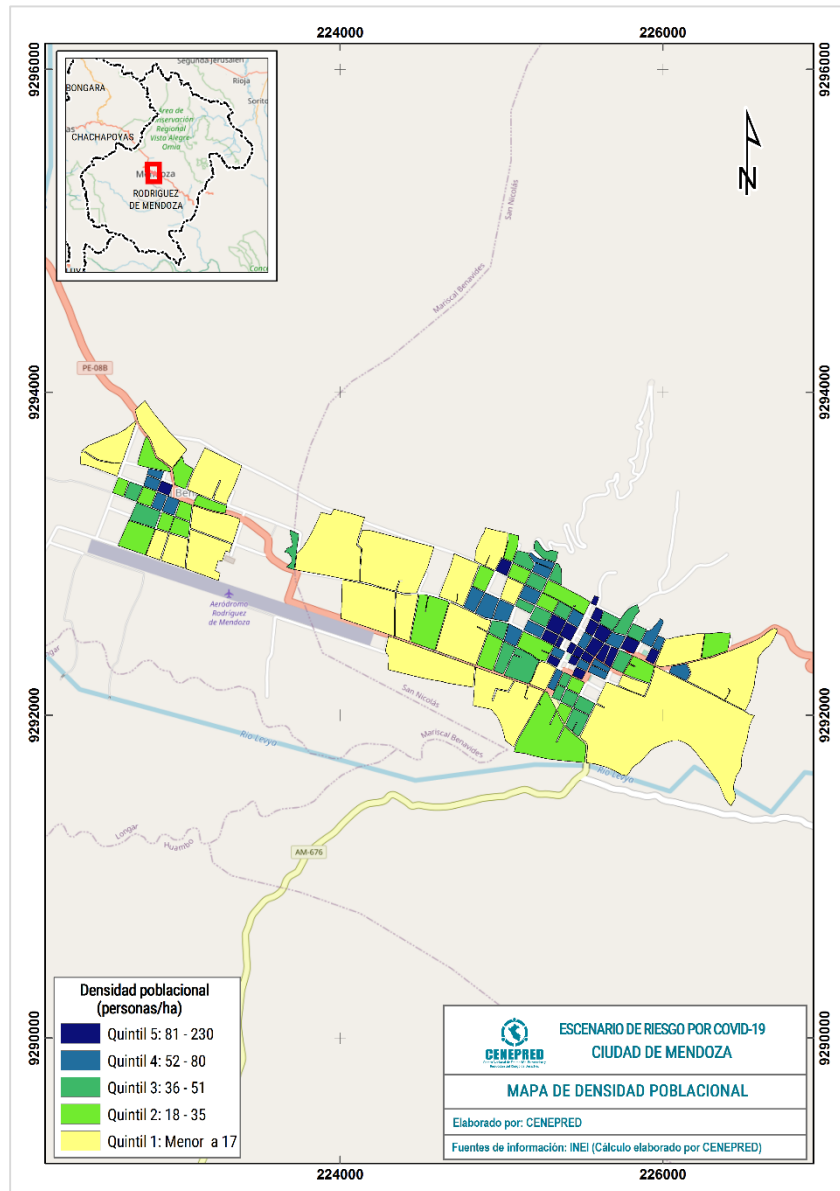 224000
226000
9296000
9296000
Segunda Jerusalén
Rioja
BONGARA
Área de
Conservación
Regional
Vista Alegre
Omia
CHACHAPOYAS
RODRIGUEZ
DE MENDOZA
N
San Nicolás
Mariscal Benavides
PE-08B
9294000
9294000
Aeródromo
Rodríguez
de Mendoza
San Nicolás
Mariscal Benavides
9292000
9292000
Río Leyva
Río Leyva
Longar
Huambo
AM-676
9290000
9290000
Densidad poblacional
(personas/ha)
Quintil 5: 81 - 230
Quintil 4: 52 - 80
Quintil 3: 36 - 51
Quintil 2: 18 - 35
Quintil 1: Menor a 17
CENEPRED
ESCENARIO DE RIESGO POR COVID-19
CIUDAD DE MENDOZA
MAPA DE DENSIDAD POBLACIONAL
Elaborado por: CENEPRED
Fuentes de información: INEI (Cálculo elaborado por CENEPRED)
224000
226000